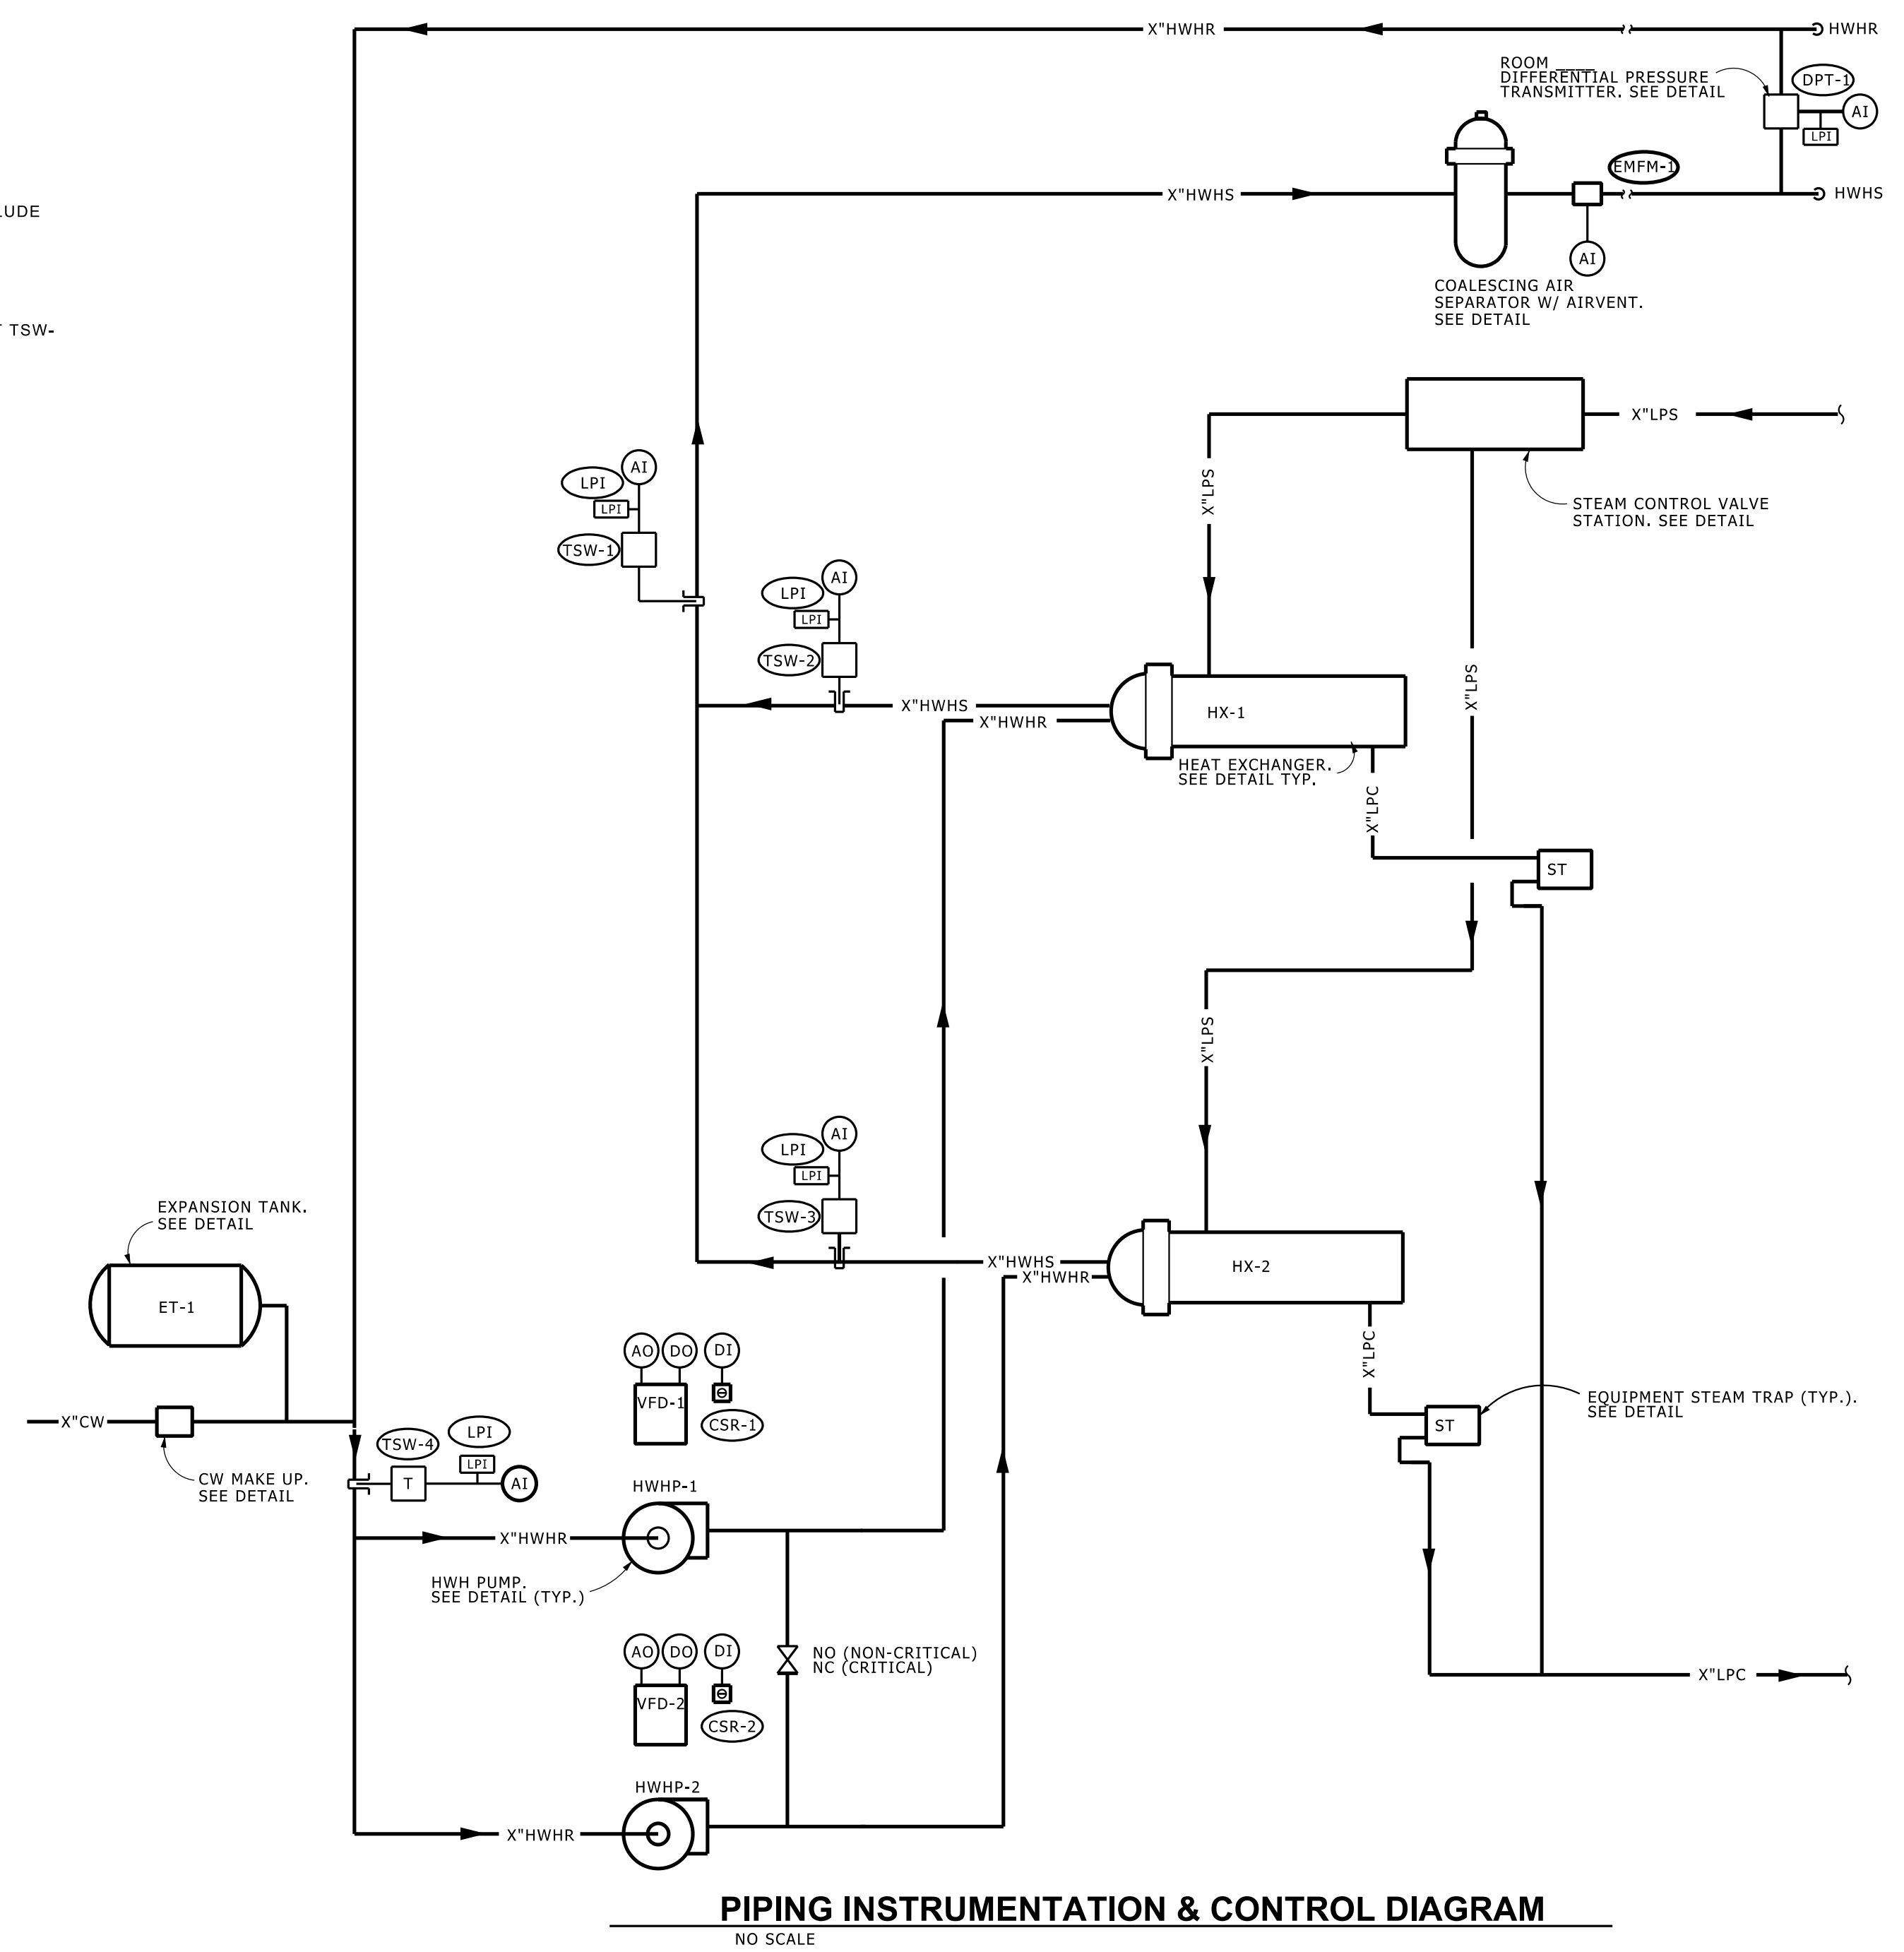 X"HWHR
HWHR
ROOM ____
DIFFERENTIAL PRESSURE
TRANSMITTER. SEE DETAIL
DPT-1
AI
LPI
EMFM-1
X"HWHS
HWHS
LUDE
AI
COALESCING AIR
SEPARATOR W/ AIRVENT.
SEE DETAIL
T TSW-
X"LPS
STEAM CONTROL VALVE
STATION. SEE DETAIL
X"LPS
AI
LPI
LPI
TSW-1
AI
LPI
LPI
TSW-2
X"HWHS
X"HWHR
HX-1
X"LPS
HEAT EXCHANGER.
SEE DETAIL TYP.
X"LPC
ST
X"LPS
AI
LPI
LPI
TSW-3
X"HWHS
X"HWHR
HX-2
EXPANSION TANK.
SEE DETAIL
ET-1
X"CW
CW MAKE UP.
SEE DETAIL
TSW-4
LPI
LPI
T
AI
AO
DO
DI
VFD-1
CSR-1
X"LPC
ST
EQUIPMENT STEAM TRAP (TYP.).
SEE DETAIL
HWHP-1
X"HWHR
HWH PUMP.
SEE DETAIL (TYP.)
AO
DO
DI
VFD-2
CSR-2
NO (NON-CRITICAL)
NC (CRITICAL)
X"LPC
HWHP-2
X"HWHR
PIPING INSTRUMENTATION & CONTROL DIAGRAM
NO SCALE